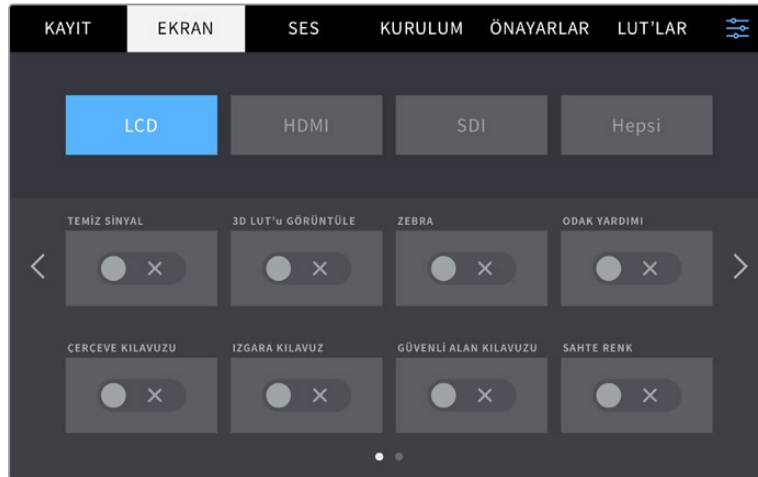 KAYIT EKRAN SES KURULUM ÖNAYARLAR LUT’LAR
LCD HDMI SDI Hepsi
TEMİZ SİNYAL 3D LUT’u GÖRÜNTÜLE ZEBRA ODAK YARDIMI
ÇERÇEVE KILAVUZU IZGARA KILAVUZ GÜVENLİ ALAN KILAVUZU SAHTE RENK